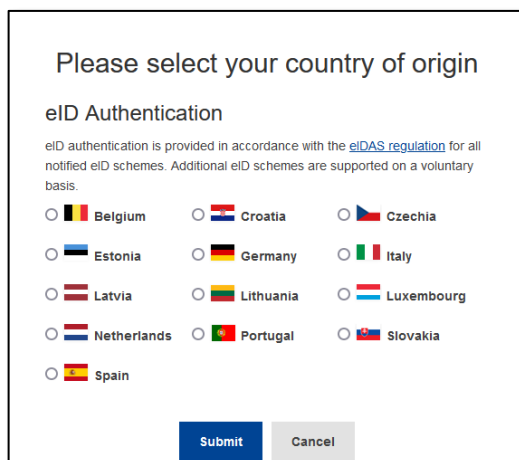 Please select your country of origin
eID Authentication
eID authentication is provided in accordance with the eIDAS regulation for all
notified eID schemes. Additional eID schemes are supported on a voluntary
basis.
Belgium Croatia Czechia
Estonia Germany Italy
Latvia Lithuania Luxembourg
Netherlands Portugal Slovakia
Spain
Submit Cancel